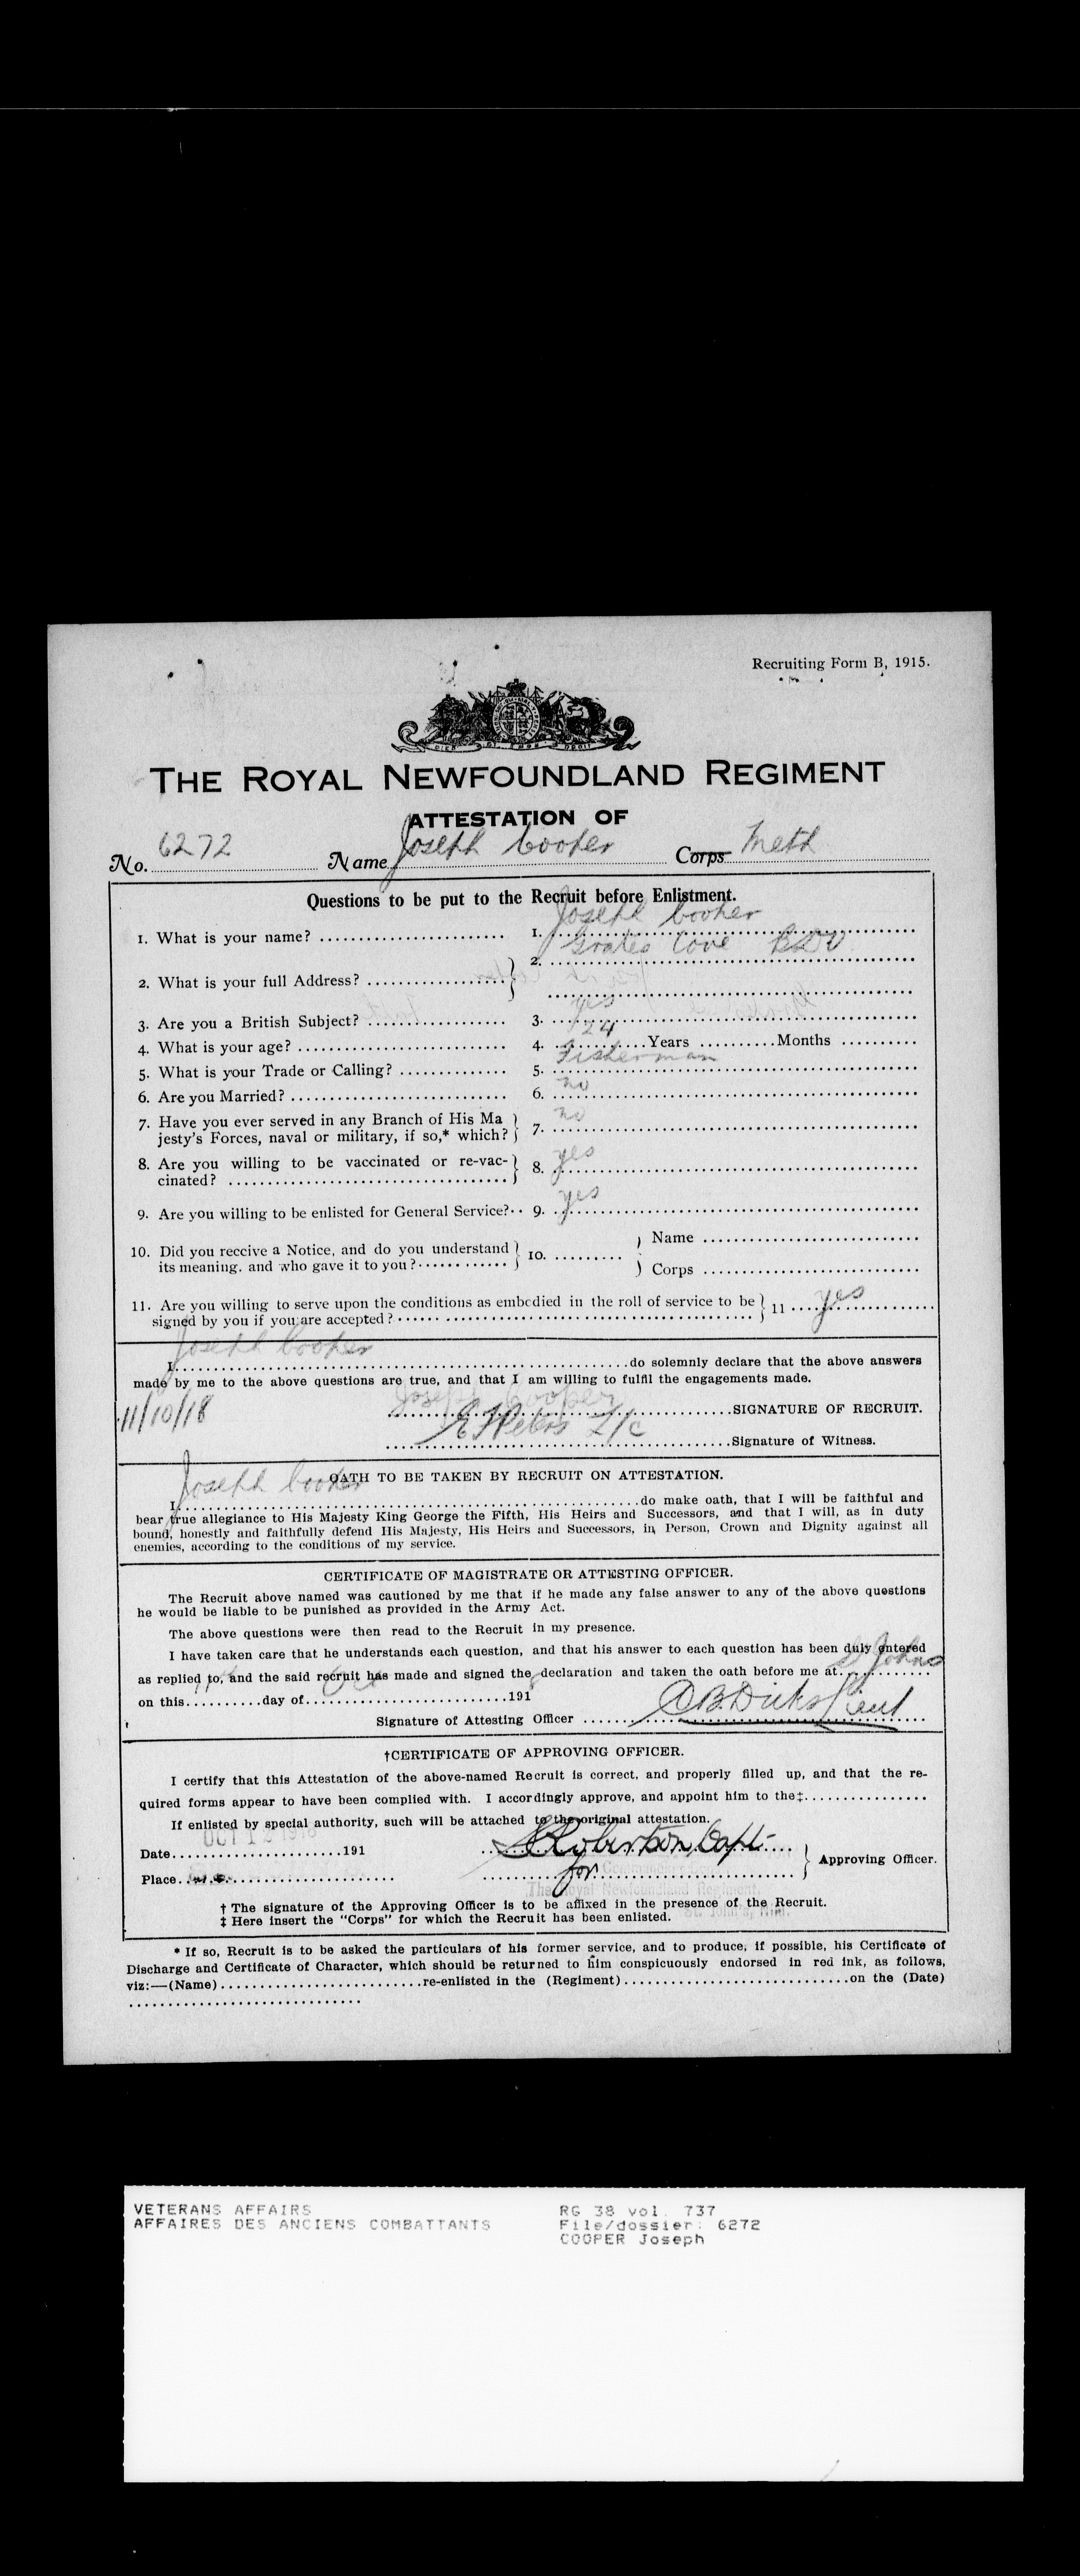 Recruiting Form B, 1915.
DIEU ET MON DROIT
THE ROYAL NEWFOUNDLAND REGIMENT
ATTESTATION OF
No. 6272 Name Joseph Cooper Corps Meth
Questions to be put to the Recruit before Enlistment.
1. What is your name? ........................ 1. Joseph Cooper
2. What is your full Address? .................. 2. Grates Cove BDV
3. Are you a British Subject? .................. 3. yes
4. What is your age? ........................... 4. 24 Years .......... Months ..........
5. What is your Trade or Calling? .............. 5. Fisherman
6. Are you Married? ............................ 6. no
7. Have you ever served in any Branch of His Ma
jesty's Forces, naval or military, if so,* which? 7. no
8. Are you willing to be vaccinated or re-vac-
cinated? .................................... 8. yes
9. Are you willing to be enlisted for General Service?.. 9. yes
10. Did you receive a Notice, and do you understand
its meaning. and who gave it to you?............ 10. ......... Name ..............................
Corps ..............................
11. Are you willing to serve upon the conditions as embodied in the roll of service to be
signed by you if you are accepted? ............ 11 .... yes
Joseph Cooper
I..............................do solemnly declare that the above answers
made by me to the above questions are true, and that I am willing to fulfil the engagements made.
11/10/18 Joseph Cooper SIGNATURE OF RECRUIT.
L/c Signature of Witness.
OATH TO BE TAKEN BY RECRUIT ON ATTESTATION.
Joseph Cooper
I..............................do make oath, that I will be faithful and
bear true allegiance to His Majesty King George the Fifth, His Heirs and Successors, and that I will, as in duty
bound, honestly and faithfully defend His Majesty, His Heirs and Successors, in Person, Crown and Dignity against all
enemies, according to the conditions of my service.
CERTIFICATE OF MAGISTRATE OR ATTESTING OFFICER.
The Recruit above named was cautioned by me that if he made any false answer to any of the above questions
he would be liable to be punished as provided in the Army Act.
The above questions were then read to the Recruit in my presence.
I have taken care that he understands each question, and that his answer to each question has been duly entered
as replied to, and the said recruit has made and signed the declaration and taken the oath before me at St Johns
on this 11th day of Oct 1918
Signature of Attesting Officer ...... C.B. Dicks Lieut
†CERTIFICATE OF APPROVING OFFICER.
I certify that this Attestation of the above-named Recruit is correct, and properly filled up, and that the re-
quired forms appear to have been complied with. I accordingly approve, and appoint him to the‡................
If enlisted by special authority, such will be attached to the original attestation.
OCT 12 1918
Date......................191 Robertson Capt
for Approving Officer.
Place..............................
The Royal Newfoundland Regiment,
St. John's, Nfld.
† The signature of the Approving Officer is to be affixed in the presence of the Recruit.
‡ Here insert the "Corps" for which the Recruit has been enlisted.
* If so, Recruit is to be asked the particulars of his former service, and to produce, if possible, his Certificate of
Discharge and Certificate of Character, which should be returned to him conspicuously endorsed in red ink, as follows,
viz:—(Name)..........................re-enlisted in the (Regiment)..............................on the (Date)
..............................
VETERANS AFFAIRS RG 38 vol. 737
AFFAIRES DES ANCIENS COMBATTANTS File/dossier: 6272
COOPER Joseph